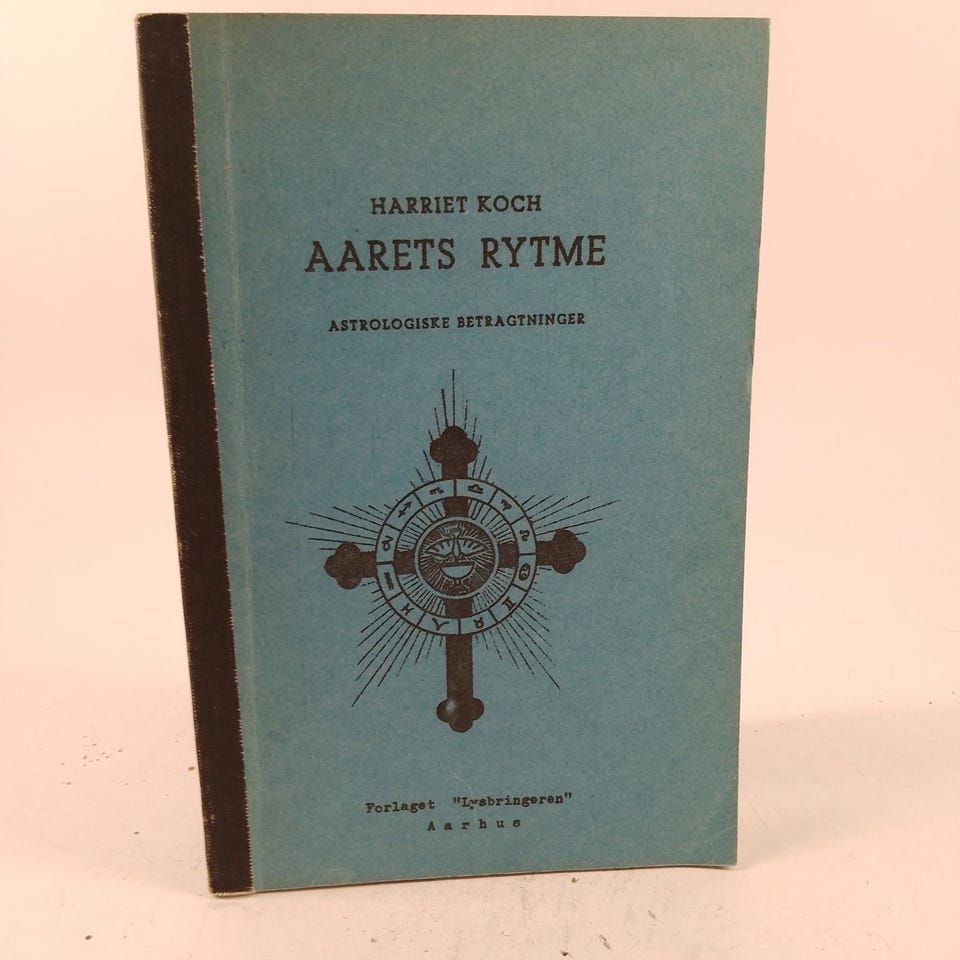 HARRIET KOCH
AARETS RYTME
ASTROLOGISKE BETRAGTNINGER
Forlaget "Lysbringeren"
Aarhus